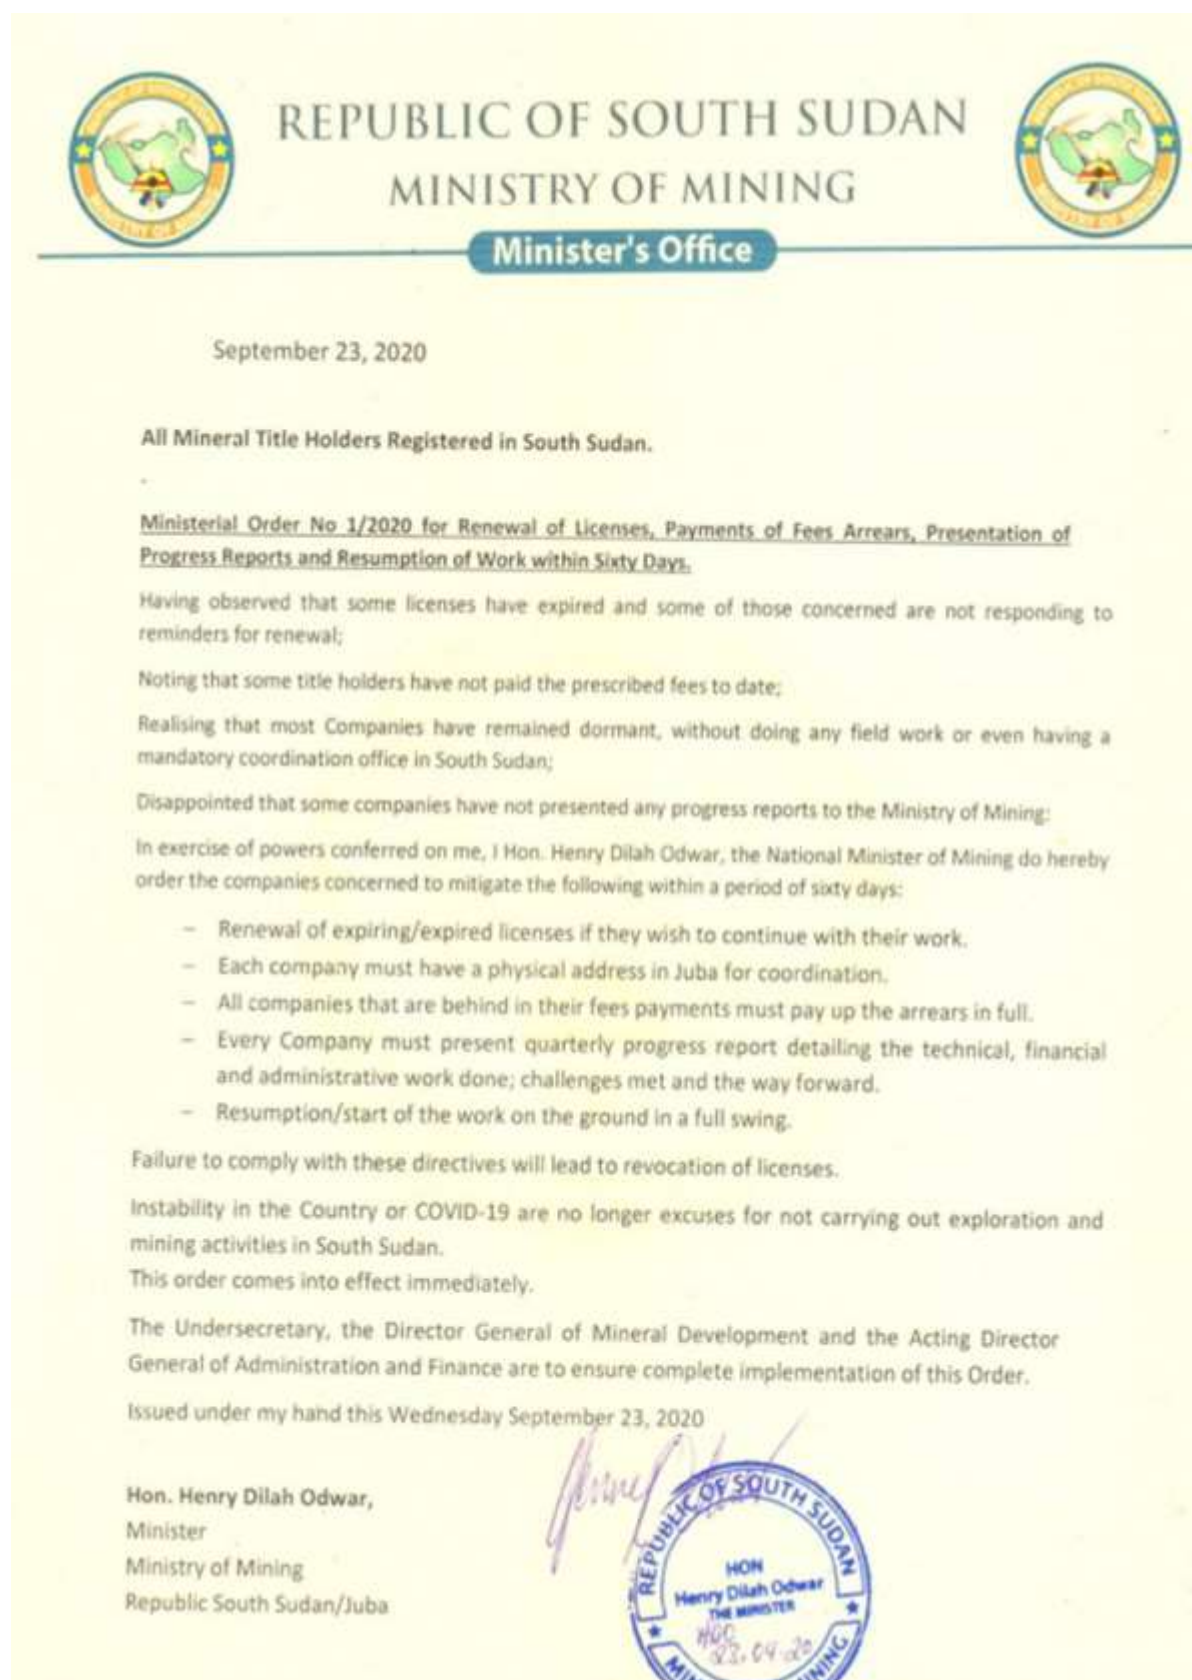 REPUBLIC OF SOUTH SUDAN
MINISTRY OF MINING
MINISTRY OF MINING
MINISTRY OF MINING
Minister's Office
September 23, 2020
All Mineral Title Holders Registered in South Sudan.
Ministerial Order No 1/2020 for Renewal of Licenses, Payments of Fees Arrears, Presentation of
Progress Reports and Resumption of Work within Sixty Days.
Having observed that some licenses have expired and some of those concerned are not responding to
reminders for renewal;
Noting that some title holders have not paid the prescribed fees to date;
Realising that most Companies have remained dormant, without doing any field work or even having a
mandatory coordination office in South Sudan;
Disappointed that some companies have not presented any progress reports to the Ministry of Mining:
In exercise of powers conferred on me, I Hon. Henry Dilah Odwar, the National Minister of Mining do hereby
order the companies concerned to mitigate the following within a period of sixty days:
– Renewal of expiring/expired licenses if they wish to continue with their work.
– Each company must have a physical address in Juba for coordination.
– All companies that are behind in their fees payments must pay up the arrears in full.
– Every Company must present quarterly progress report detailing the technical, financial
and administrative work done; challenges met and the way forward.
– Resumption/start of the work on the ground in a full swing.
Failure to comply with these directives will lead to revocation of licenses.
Instability in the Country or COVID-19 are no longer excuses for not carrying out exploration and
mining activities in South Sudan.
This order comes into effect immediately.
The Undersecretary, the Director General of Mineral Development and the Acting Director
General of Administration and Finance are to ensure complete implementation of this Order.
Issued under my hand this Wednesday September 23, 2020
Hon. Henry Dilah Odwar,
Minister
Ministry of Mining
Republic South Sudan/Juba
REPUBLIC OF SOUTH SUDAN
HON
Henry Dilah Odwar
THE MINISTER